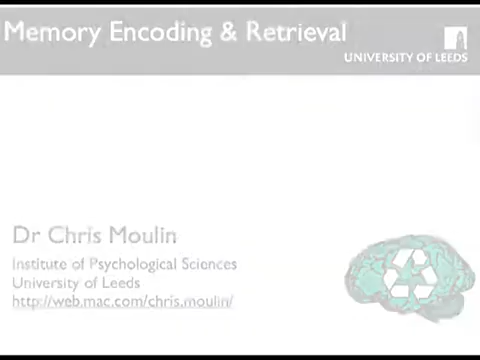 Memory Encoding & Retrieval
UNIVERSITY OF LEEDS
Dr Chris Moulin
Institute of Psychological Sciences
University of Leeds
http://web.mac.com/chris.moulin/